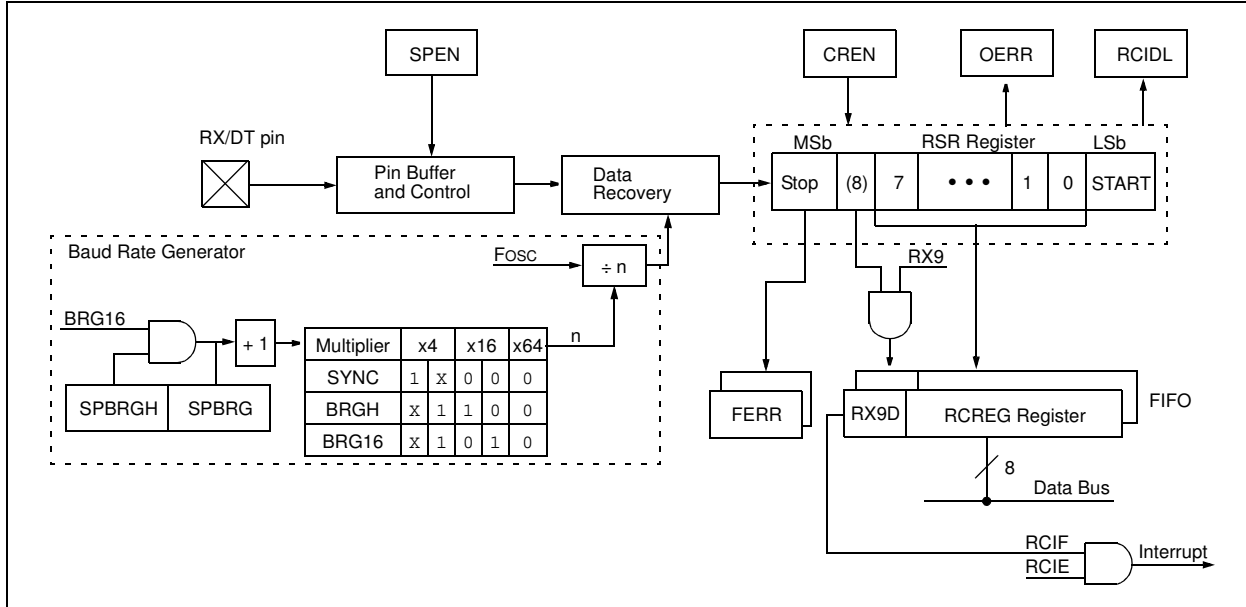 SPEN
CREN
OERR
RCIDL
RX/DT pin
Pin Buffer
and Control
Data
Recovery
MSb
RSR Register
LSb
Stop (8) 7 • • • 1 0 START
Baud Rate Generator
FOSC
÷ n
RX9
BRG16
+ 1
n
Multiplier x4 x16 x64
SYNC 1 X 0 0 0
BRGH X 1 1 0 0
BRG16 X 1 0 1 0
SPBRGH SPBRG
FERR
RX9D
RCREG Register
FIFO
8
Data Bus
RCIF
RCIE
Interrupt